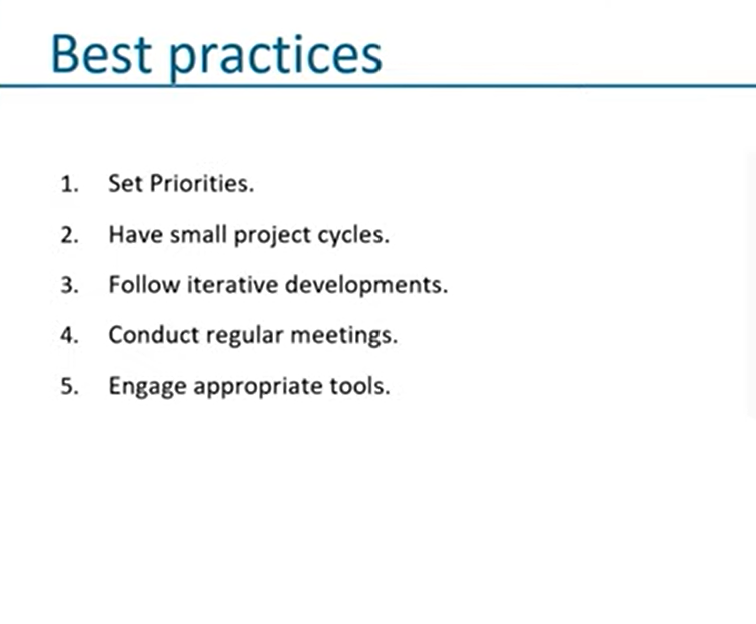 Best practices
1. Set Priorities.
2. Have small project cycles.
3. Follow iterative developments.
4. Conduct regular meetings.
5. Engage appropriate tools.